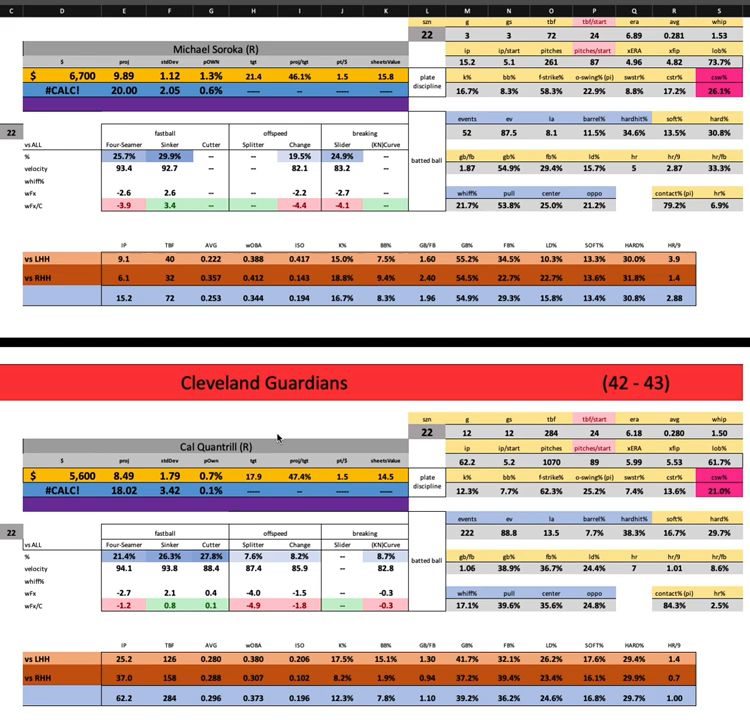 C D E F G H I J K L M N O P Q R S
szn g gs tbf tbf/start era avg whip
22 3 3 72 24 6.89 0.281 1.53
Michael Soroka (R) ip ip/start pitches pitches/start xERA xfip lob%
$ proj stdDev pOWN tgt proj/tgt pt/$ sheetsValue 15.2 5.1 261 87 4.96 4.82 73.7%
$ 6,700 9.89 1.12 1.3% 21.4 46.1% 1.5 15.8 plate discipline k% bb% f-strike% o-swing% (pi) swstr% cstr% csw%
#CALC! 20.00 2.05 0.6% -- -- -- -- 16.7% 8.3% 58.3% 22.9% 8.8% 17.2% 26.1%
events ev la barrel% hardhit% soft% hard%
22 fastball offspeed breaking 52 87.5 8.1 11.5% 34.6% 13.5% 30.8%
vs ALL Four-Seamer Sinker Cutter Splitter Change Slider (KN)Curve
% 25.7% 29.9% -- -- 19.5% 24.9% -- batted ball gb/fb gb% fb% ld% hr hr/9 hr/fb
velocity 93.4 92.7 -- -- 82.1 83.2 -- 1.87 54.9% 29.4% 15.7% 5 2.87 33.3%
whiff%
wFx -2.6 2.6 -- -- -2.2 -2.7 -- whiff% pull center oppo contact% (pi) hr%
wFx/C -3.9 3.4 -- -- -4.4 -4.1 -- 21.7% 53.8% 25.0% 21.2% 79.2% 6.9%
IP TBF AVG wOBA ISO K% BB% GB/FB GB% FB% LD% SOFT% HARD% HR/9
vs LHH 9.1 40 0.222 0.388 0.417 15.0% 7.5% 1.60 55.2% 34.5% 10.3% 13.3% 30.0% 3.9
vs RHH 6.1 32 0.357 0.412 0.143 18.8% 9.4% 2.40 54.5% 22.7% 22.7% 13.6% 31.8% 1.4
15.2 72 0.253 0.344 0.194 16.7% 8.3% 1.96 54.9% 29.3% 15.8% 13.4% 30.8% 2.88
Cleveland Guardians (42 - 43)
szn g gs tbf tbf/start era avg whip
22 12 12 284 24 6.18 0.280 1.50
Cal Quantrill (R) ip ip/start pitches pitches/start xERA xfip lob%
$ proj stdDev pOwn tgt proj/tgt pt/$ sheetsValue 62.2 5.2 1070 89 5.99 5.53 61.7%
$ 5,600 8.49 1.79 0.7% 17.9 47.4% 1.5 14.5 plate discipline k% bb% f-strike% o-swing% (pi) swstr% cstr% csw%
#CALC! 18.02 3.42 0.1% -- -- -- -- 12.3% 7.7% 62.3% 25.2% 7.4% 13.6% 21.0%
events ev la barrel% hardhit% soft% hard%
22 fastball offspeed breaking 222 88.8 13.5 7.7% 38.3% 16.7% 29.7%
vs ALL Four-Seamer Sinker Cutter Splitter Change Slider (KN)Curve
% 21.4% 26.3% 27.8% 7.6% 8.2% -- 8.7% batted ball gb/fb gb% fb% ld% hr hr/9 hr/fb
velocity 94.1 93.8 88.4 87.4 85.9 -- 82.8 1.06 38.9% 36.7% 24.4% 7 1.01 8.6%
whiff%
wFx -2.7 2.1 0.4 -4.0 -1.5 -- -0.3 whiff% pull center oppo contact% (pi) hr%
wFx/C -1.2 0.8 0.1 -4.9 -1.8 -- -0.3 17.1% 39.6% 35.6% 24.8% 84.3% 2.5%
IP TBF AVG wOBA ISO K% BB% GB/FB GB% FB% LD% SOFT% HARD% HR/9
vs LHH 25.2 126 0.280 0.380 0.206 17.5% 15.1% 1.30 41.7% 32.1% 26.2% 17.6% 29.4% 1.4
vs RHH 37.0 158 0.288 0.307 0.102 8.2% 1.9% 0.94 37.2% 39.4% 23.4% 16.1% 29.9% 0.7
62.2 284 0.296 0.373 0.196 12.3% 7.8% 1.10 39.2% 36.2% 24.6% 16.8% 29.7% 1.00